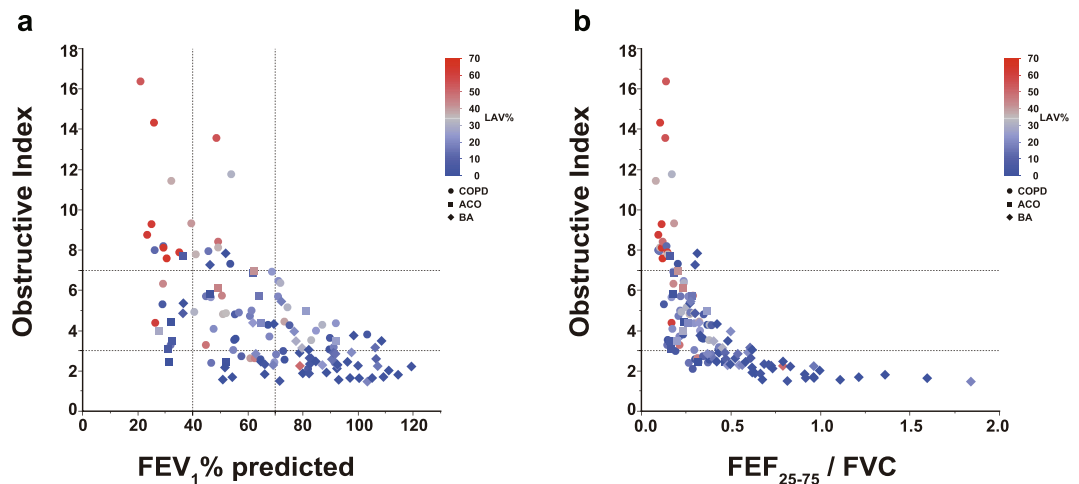 a
Obstructive Index
18
16
14
12
10
8
6
4
2
0
0 20 40 60 80 100 120
FEV1% predicted
70
60
50
40
30
20
10
0
LAV%
COPD
ACO
BA
b
Obstructive Index
18
16
14
12
10
8
6
4
2
0
0.0 0.5 1.0 1.5 2.0
FEF25-75 / FVC
70
60
50
40
30
20
10
0
LAV%
COPD
ACO
BA